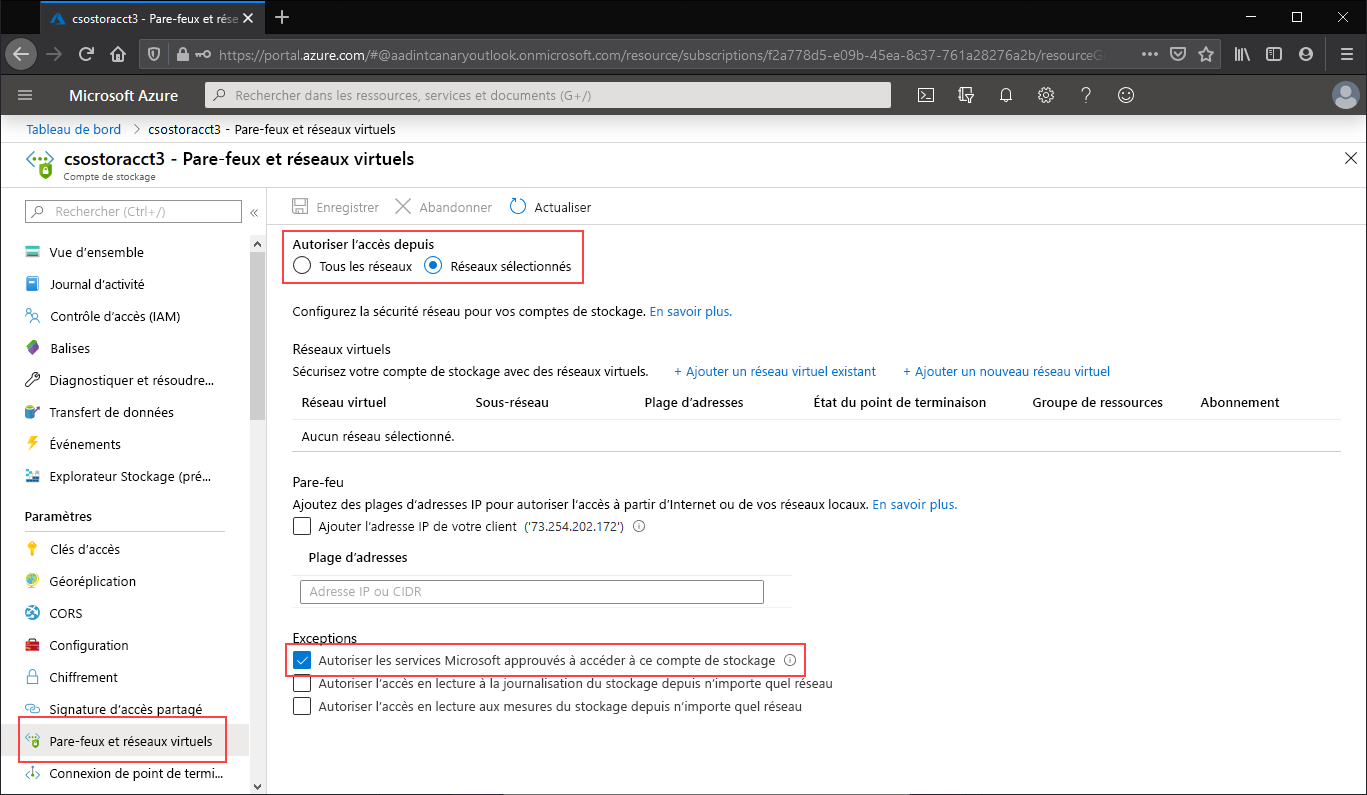 csostoracct3 - Pare-feux et rése
https://portal.azure.com/#@aadintcanaryoutlook.onmicrosoft.com/resource/subscriptions/f2a778d5-e09b-45ea-8c37-761a28276a2b/resourceG
Microsoft Azure
Rechercher dans les ressources, services et documents (G+/)
Tableau de bord > csostoracct3 - Pare-feux et réseaux virtuels
csostoracct3 - Pare-feux et réseaux virtuels
Compte de stockage
Rechercher (Ctrl+/)
«
Vue d'ensemble
Journal d'activité
Contrôle d'accès (IAM)
Balises
Diagnostiquer et résoudre...
Transfert de données
Événements
Explorateur Stockage (pré...
Paramètres
Clés d'accès
Géoréplication
CORS
Configuration
Chiffrement
Signature d'accès partagé
Pare-feux et réseaux virtuels
Connexion de point de termi...
Enregistrer Abandonner Actualiser
Autoriser l'accès depuis
Tous les réseaux Réseaux sélectionnés
Configurez la sécurité réseau pour vos comptes de stockage. En savoir plus.
Réseaux virtuels
Sécurisez votre compte de stockage avec des réseaux virtuels. + Ajouter un réseau virtuel existant + Ajouter un nouveau réseau virtuel
Réseau virtuel Sous-réseau Plage d'adresses État du point de terminaison Groupe de ressources Abonnement
Aucun réseau sélectionné.
Pare-feu
Ajoutez des plages d'adresses IP pour autoriser l'accès à partir d'Internet ou de vos réseaux locaux. En savoir plus.
Ajouter l'adresse IP de votre client ('73.254.202.172')
Plage d'adresses
Adresse IP ou CIDR
Exceptions
Autoriser les services Microsoft approuvés à accéder à ce compte de stockage
Autoriser l'accès en lecture à la journalisation du stockage depuis n'importe quel réseau
Autoriser l'accès en lecture aux mesures du stockage depuis n'importe quel réseau